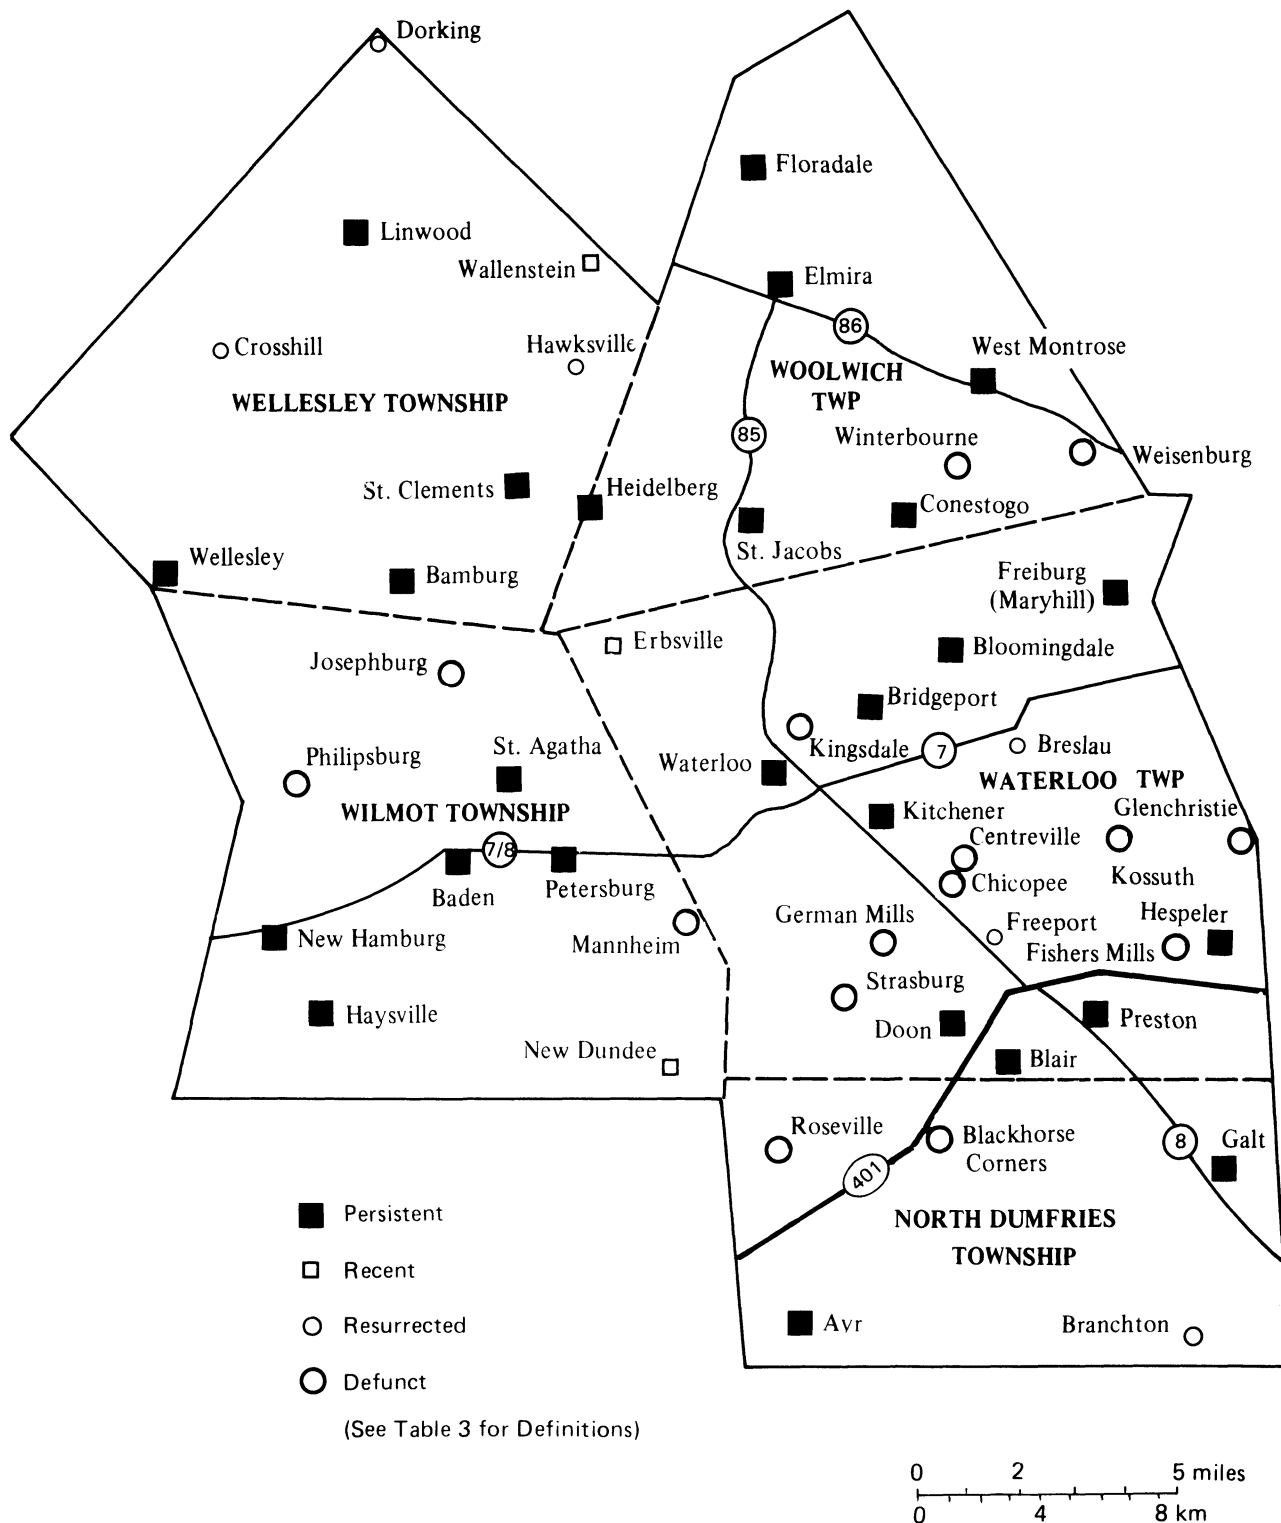 Dorking
Floradale
Linwood
Wallenstein
Elmira
86
Crosshill
Hawksville
West Montrose
WOOLWICH
TWP
WELLESLEY TOWNSHIP
85
Winterbourne
Weisenburg
St. Clements
Heidelberg
Conestogo
St. Jacobs
Wellesley
Bamburg
Freiburg
(Maryhill)
Erbsville
Bloomingdale
Josephburg
Bridgeport
Kingsdale
7
Breslau
Philipsburg
St. Agatha
Waterloo
WATERLOO TWP
WILMOT TOWNSHIP
Kitchener
Glenchristie
Centreville
7/8
Baden
Petersburg
Chicopee
Kossuth
German Mills
Hespeler
Freeport
New Hamburg
Mannheim
Fishers Mills
Strasburg
Haysville
Doon
Preston
New Dundee
Blair
Roseville
Blackhorse
Corners
8
Galt
401
NORTH DUMFRIES
TOWNSHIP
Ayr
Branchton
Persistent
Recent
Resurrected
Defunct
(See Table 3 for Definitions)
0 2 5 miles
0 4 8 km